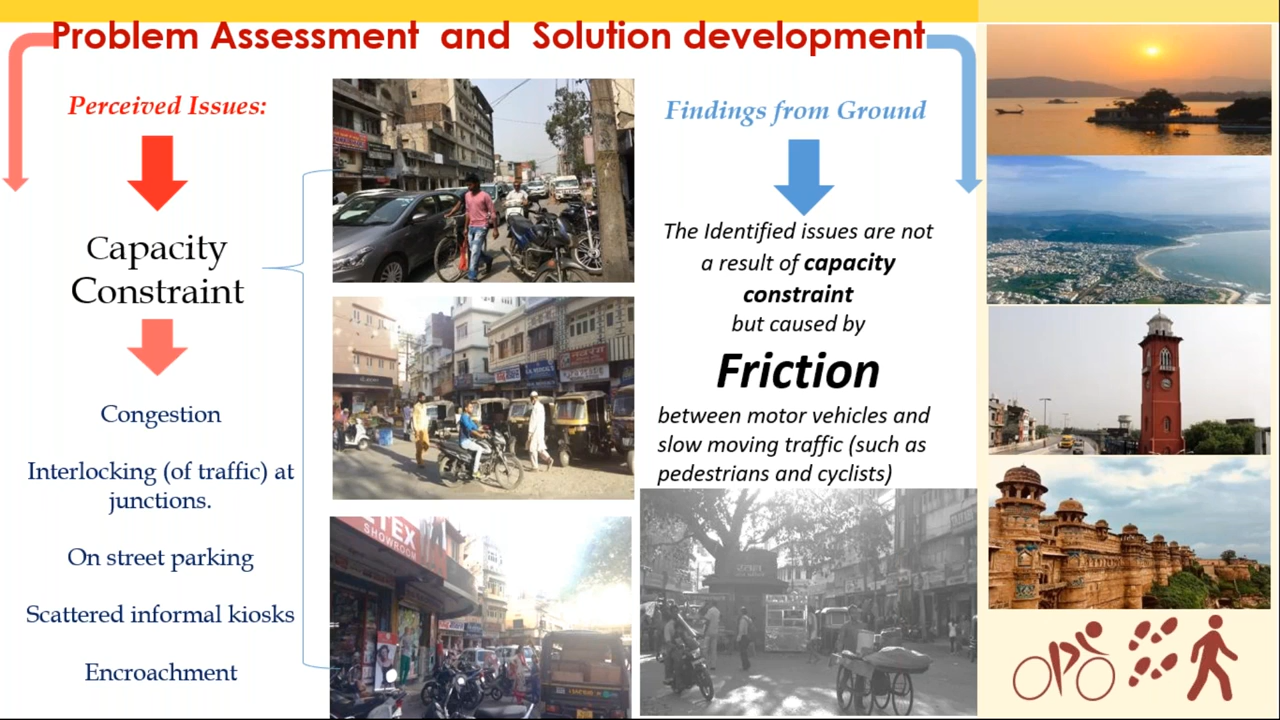 Problem Assessment and Solution development
Perceived Issues:
Capacity
Constraint
Congestion
Interlocking (of traffic) at
junctions.
On street parking
Scattered informal kiosks
Encroachment
TEX
SHOWROOM
Findings from Ground
The Identified issues are not
a result of capacity
constraint
but caused by
Friction
between motor vehicles and
slow moving traffic (such as
pedestrians and cyclists)